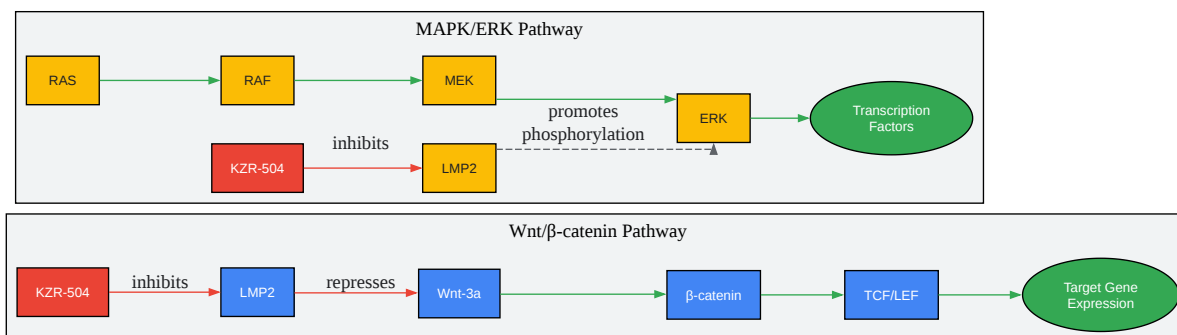 MAPK/ERK Pathway
RAS
RAF
MEK
promotes
phosphorylation
ERK
Transcription
Factors
KZR-504
inhibits
LMP2
Wnt/β-catenin Pathway
KZR-504
inhibits
LMP2
represses
Wnt-3a
β-catenin
TCF/LEF
Target Gene
Expression